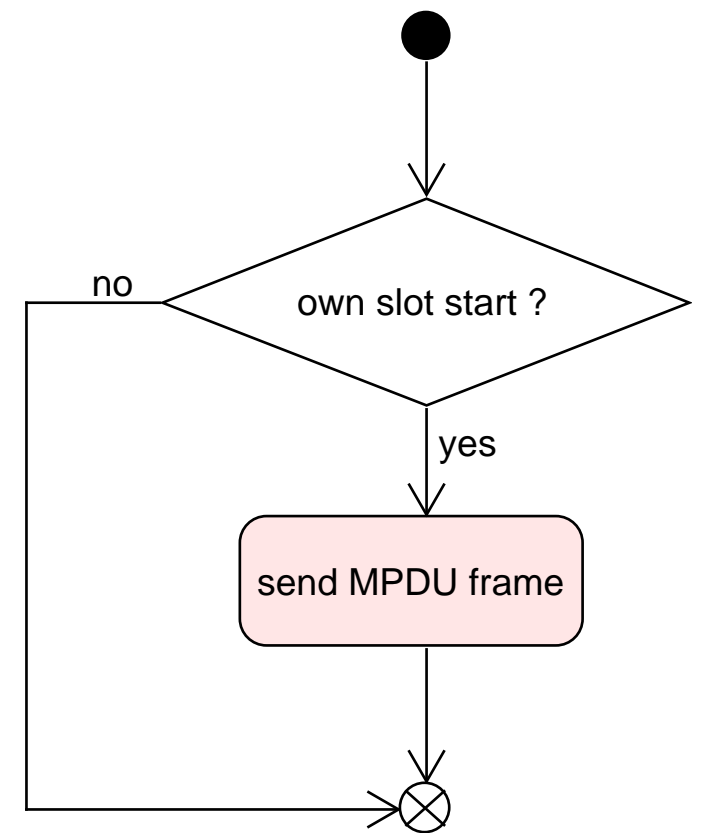 no
own slot start ?
yes
send MPDU frame